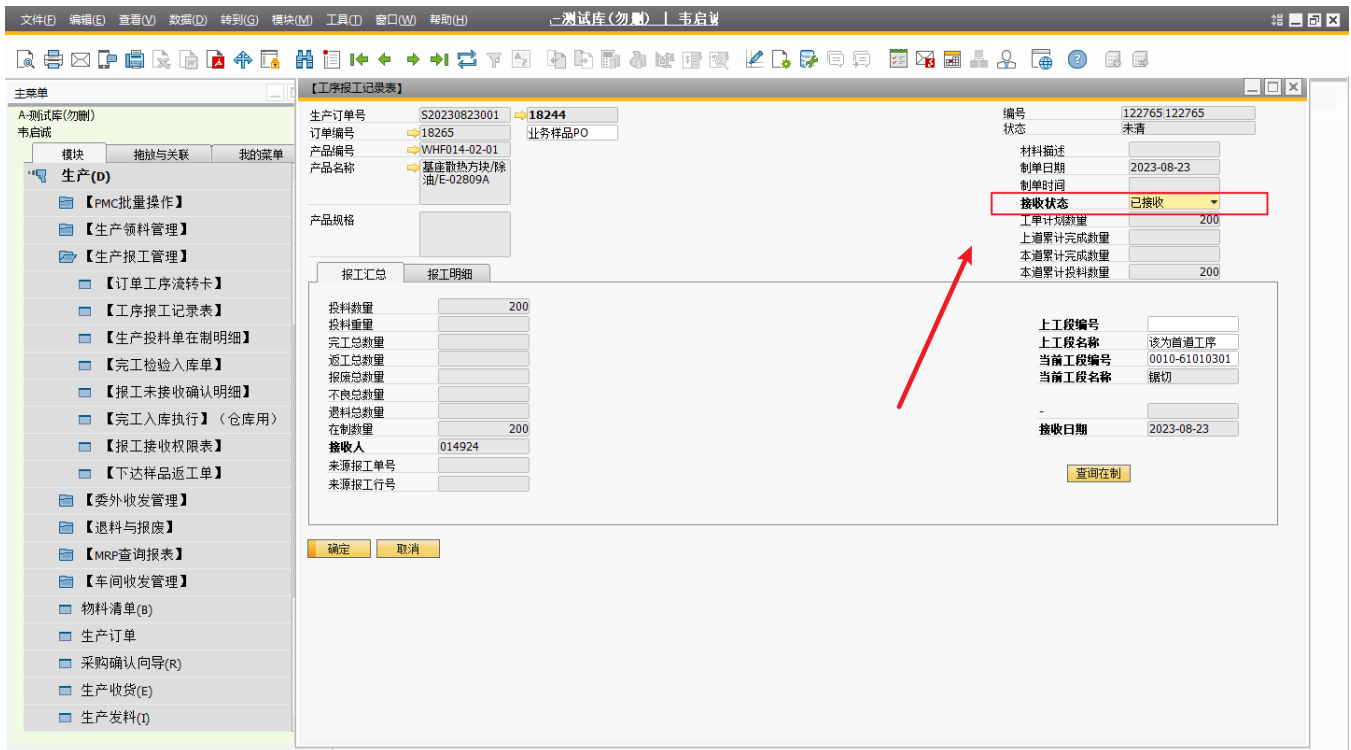 文件(F) 编辑(E) 查看(V) 数据(D) 转到(G) 模块(M) 工具(T) 窗口(W) 帮助(H) 测试库(勿删) | 韦启
主菜单
A-测试库(勿删)
韦启诚
模块 拖放与关联 我的菜单
生产(D)
【PMC批量操作】
【生产领料管理】
【生产报工管理】
【订单工序流转卡】
【工序报工记录表】
【生产投料单在制明细】
【完工检验入库单】
【报工未接收确认明细】
【完工入库执行】（仓库用）
【报工接收权限表】
【下达样品返工单】
【委外收发管理】
【退料与报废】
【MRP查询报表】
【车间收发管理】
物料清单(B)
生产订单
采购确认向导(R)
生产收货(E)
生产发料(I)
【工序报工记录表】
生产订单号 S20230823001 18244
订单编号 18265 业务样品PO
产品编号 WHF014-02-01
产品名称 基座散热方块/除
油/E-02809A
产品规格
编号 122765 122765
状态 未清
材料描述
制单日期 2023-08-23
制单时间
接收状态 已接收
工单计划数量 200
上道累计完成数量
本道累计完成数量
本道累计投料数量 200
报工汇总 报工明细
投料数量 200
投料重量
完工总数量
返工总数量
报废总数量
不良总数量
退料总数量
在制数量 200
接收人 014924
来源报工单号
来源报工行号
上工段编号
上工段名称 该为首道工序
当前工段编号 0010-61010301
当前工段名称 锯切
-
接收日期 2023-08-23
查询在制
确定 取消